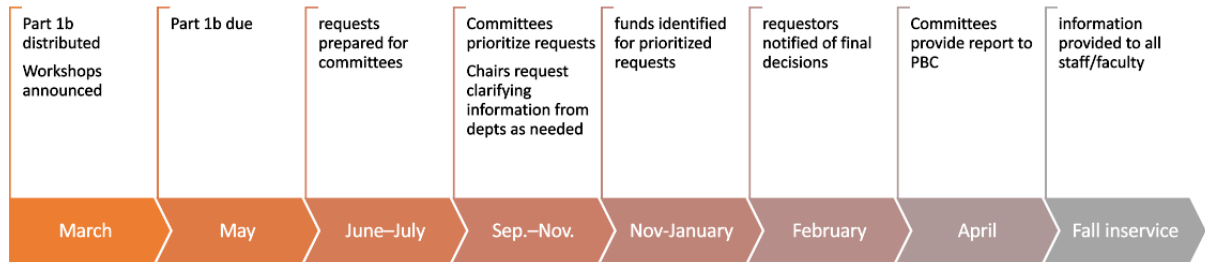 Part 1b
distributed
Workshops
announced
Part 1b due
requests
prepared for
committees
Committees
prioritize requests
Chairs request
clarifying
information from
depts as needed
funds identified
for prioritized
requests
requestors
notified of final
decisions
Committees
provide report to
PBC
information
provided to all
staff/faculty
March
May
June–July
Sep.–Nov.
Nov-January
February
April
Fall inservice